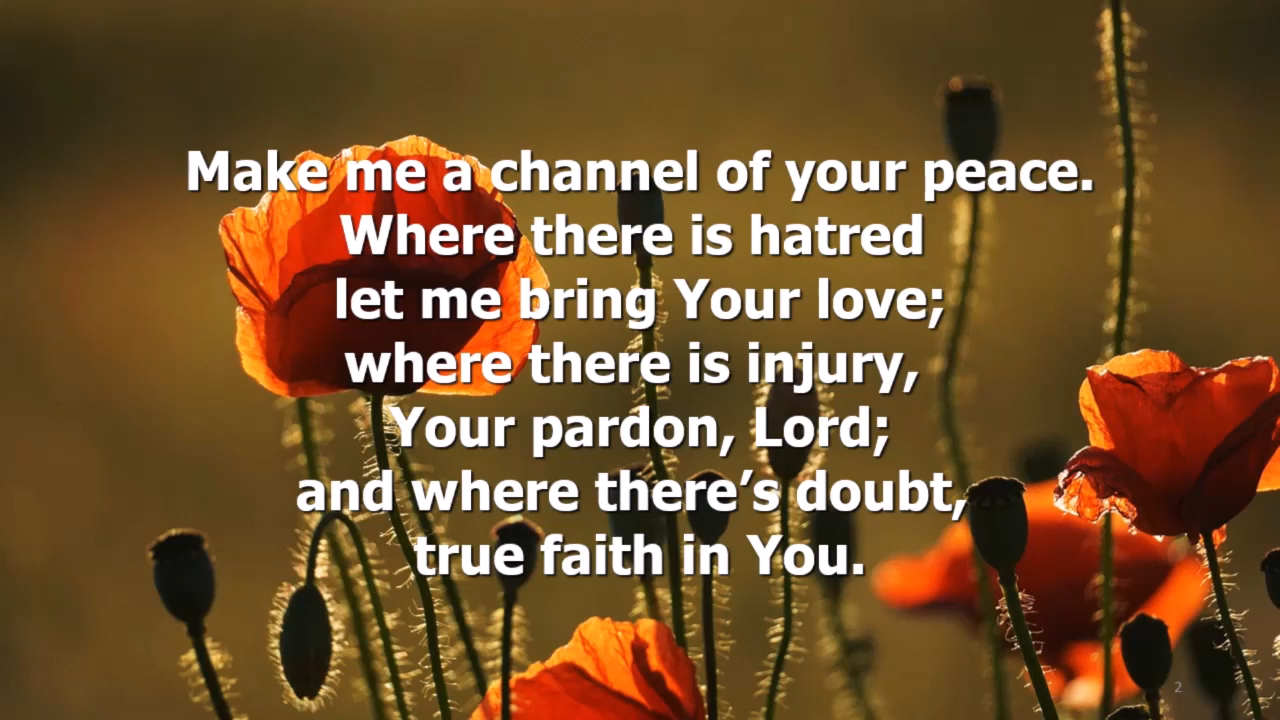 Make me a channel of your peace.
Where there is hatred
let me bring Your love;
where there is injury,
Your pardon, Lord;
and where there’s doubt,
true faith in You.
2